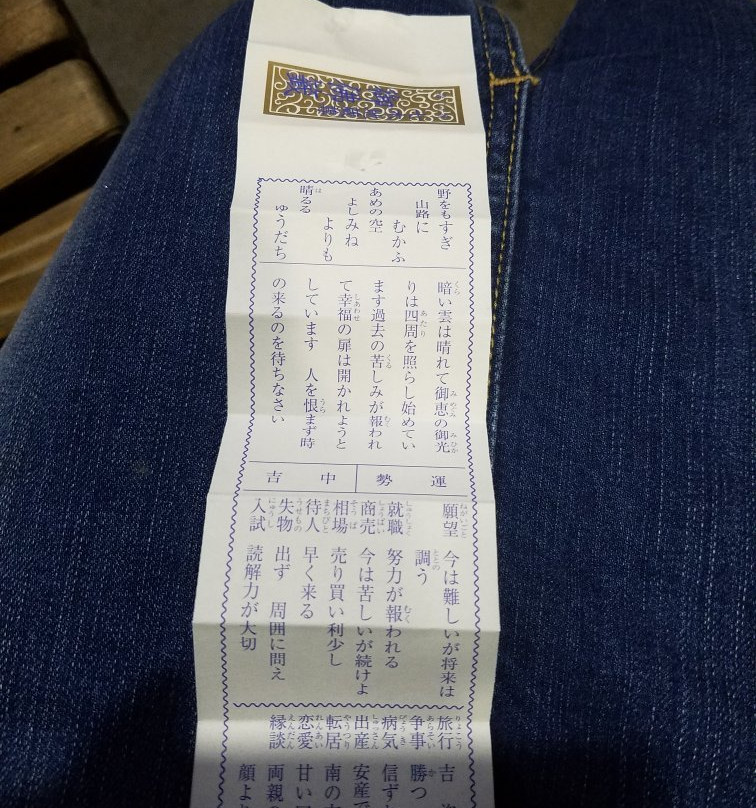 野をもすぎ
山路に
むかふ
あめの空
よしみね
よりも
晴るる
ゆうだち
暗い雲は晴れて御恵の御光
りは四周を照らし始めてい
ます過去の苦しみが報われ
て幸福の扉は開かれようと
しています 人を恨まず時
の来るのを待ちなさい
運勢
中吉
願望 今は難しいが将来は
調う
就職 努力が報われる
商売 今は苦しいが続けよ
相場 売り買い利少し
待人 早く来る
失物 出ず 周囲に問え
入試 読解力が大切
旅行 吉
争事 勝つ
病気 信ず
出産 安産で
転居 南の
恋愛 甘い
縁談 両親の
顔よ